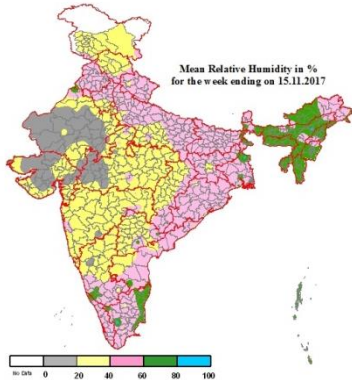 Mean Relative Humidity in %
for the week ending on 15.11.2017
No Data 0 20 40 60 80 100